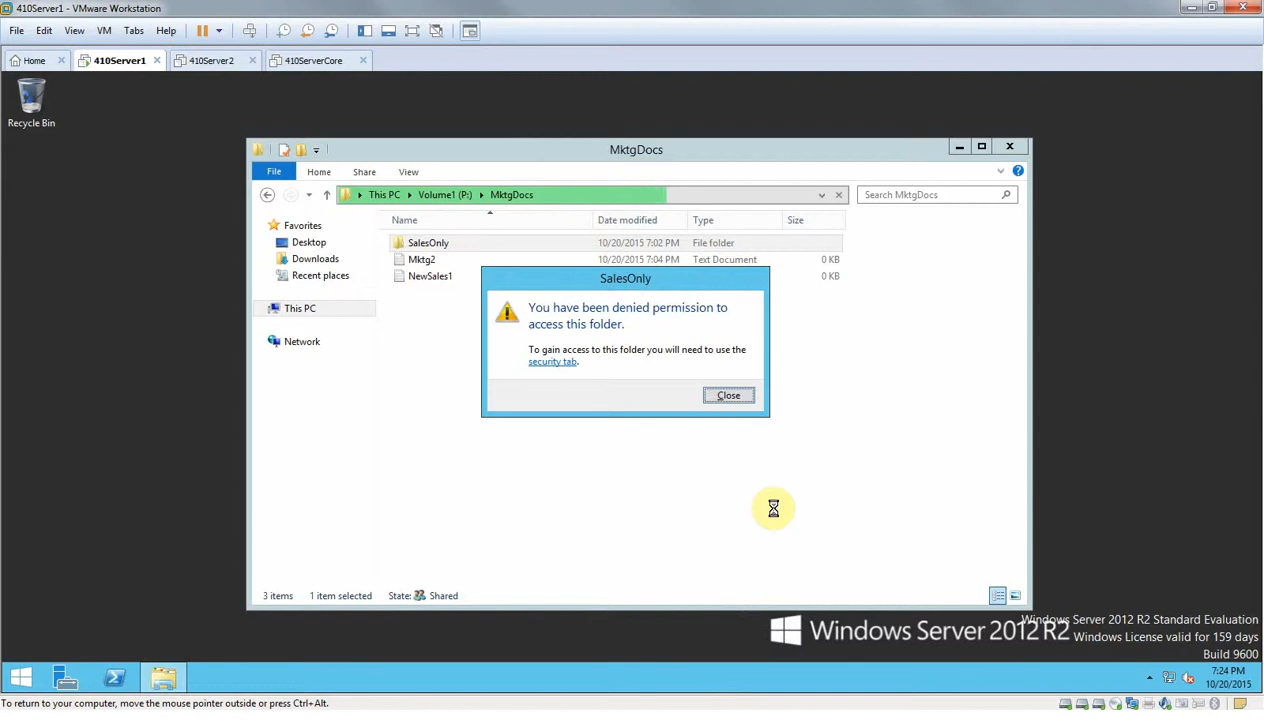 410Server1 - VMware Workstation
File Edit View VM Tabs Help
Home 410Server1 410Server2 410ServerCore
Recycle Bin
MktgDocs
File Home Share View
This PC Volume1 (P:) MktgDocs Search MktgDocs
Name Date modified Type Size
Favorites
Desktop
Downloads
Recent places
This PC
Network
SalesOnly 10/20/2015 7:02 PM File folder
Mktg2 10/20/2015 7:04 PM Text Document 0 KB
NewSales1 0 KB
SalesOnly
You have been denied permission to
access this folder.
To gain access to this folder you will need to use the
security tab.
Close
3 items 1 item selected State: Shared
Windows Server 2012 R2
Windows Server 2012 R2 Standard Evaluation
Windows License valid for 159 days
Build 9600
7:24 PM
10/20/2015
To return to your computer, move the mouse pointer outside or press Ctrl+Alt.